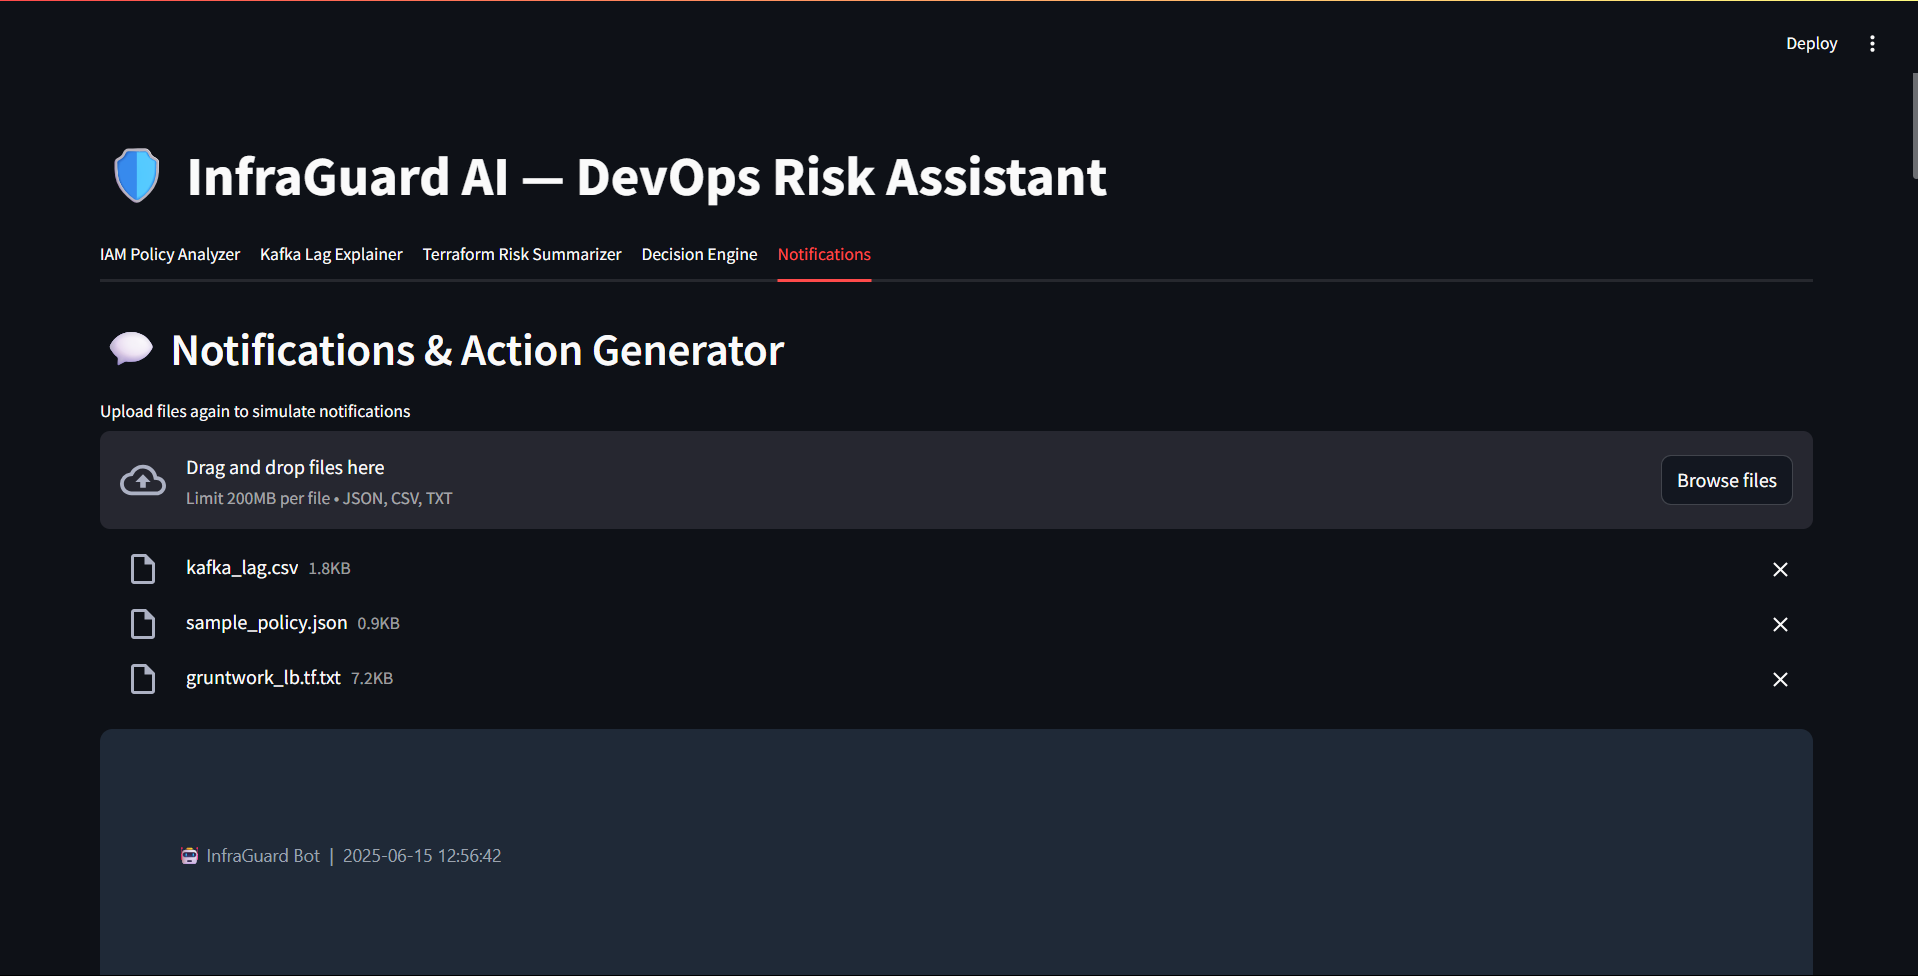 Deploy
InfraGuard AI — DevOps Risk Assistant
IAM Policy Analyzer Kafka Lag Explainer Terraform Risk Summarizer Decision Engine Notifications
Notifications & Action Generator
Upload files again to simulate notifications
Drag and drop files here
Limit 200MB per file • JSON, CSV, TXT
Browse files
kafka_lag.csv 1.8KB
sample_policy.json 0.9KB
gruntwork_lb.tf.txt 7.2KB
InfraGuard Bot | 2025-06-15 12:56:42